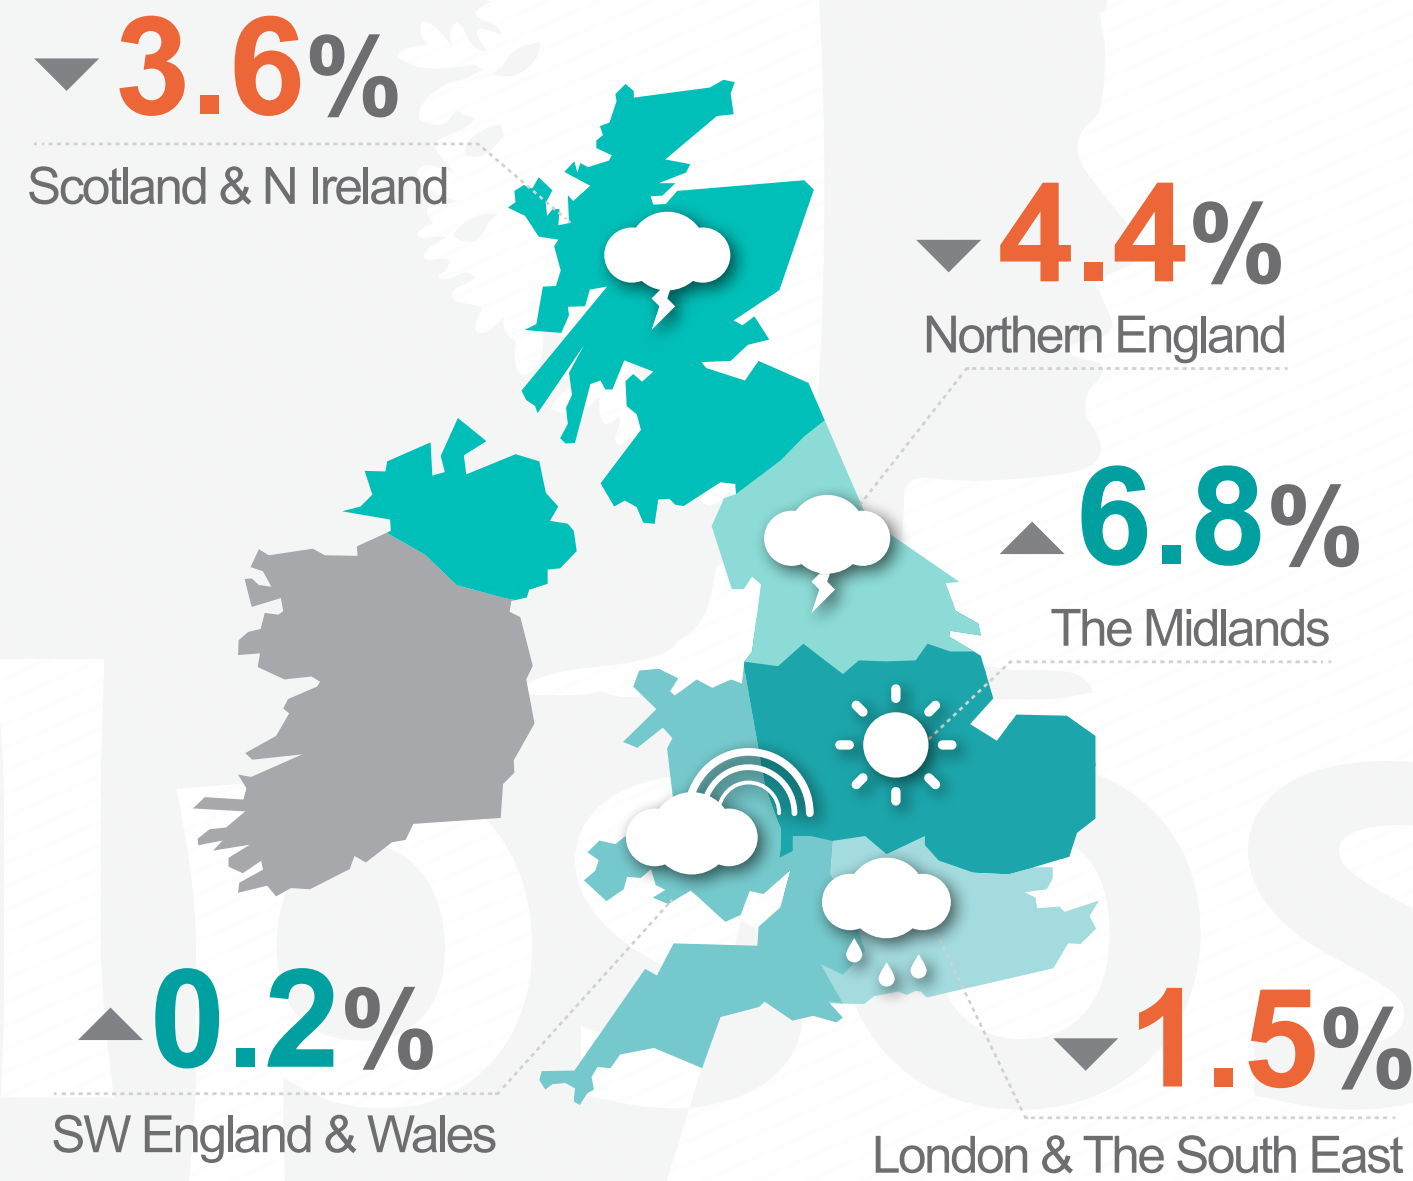 3.6%
Scotland & N Ireland
4.4%
Northern England
6.8%
The Midlands
0.2%
SW England & Wales
1.5%
London & The South East